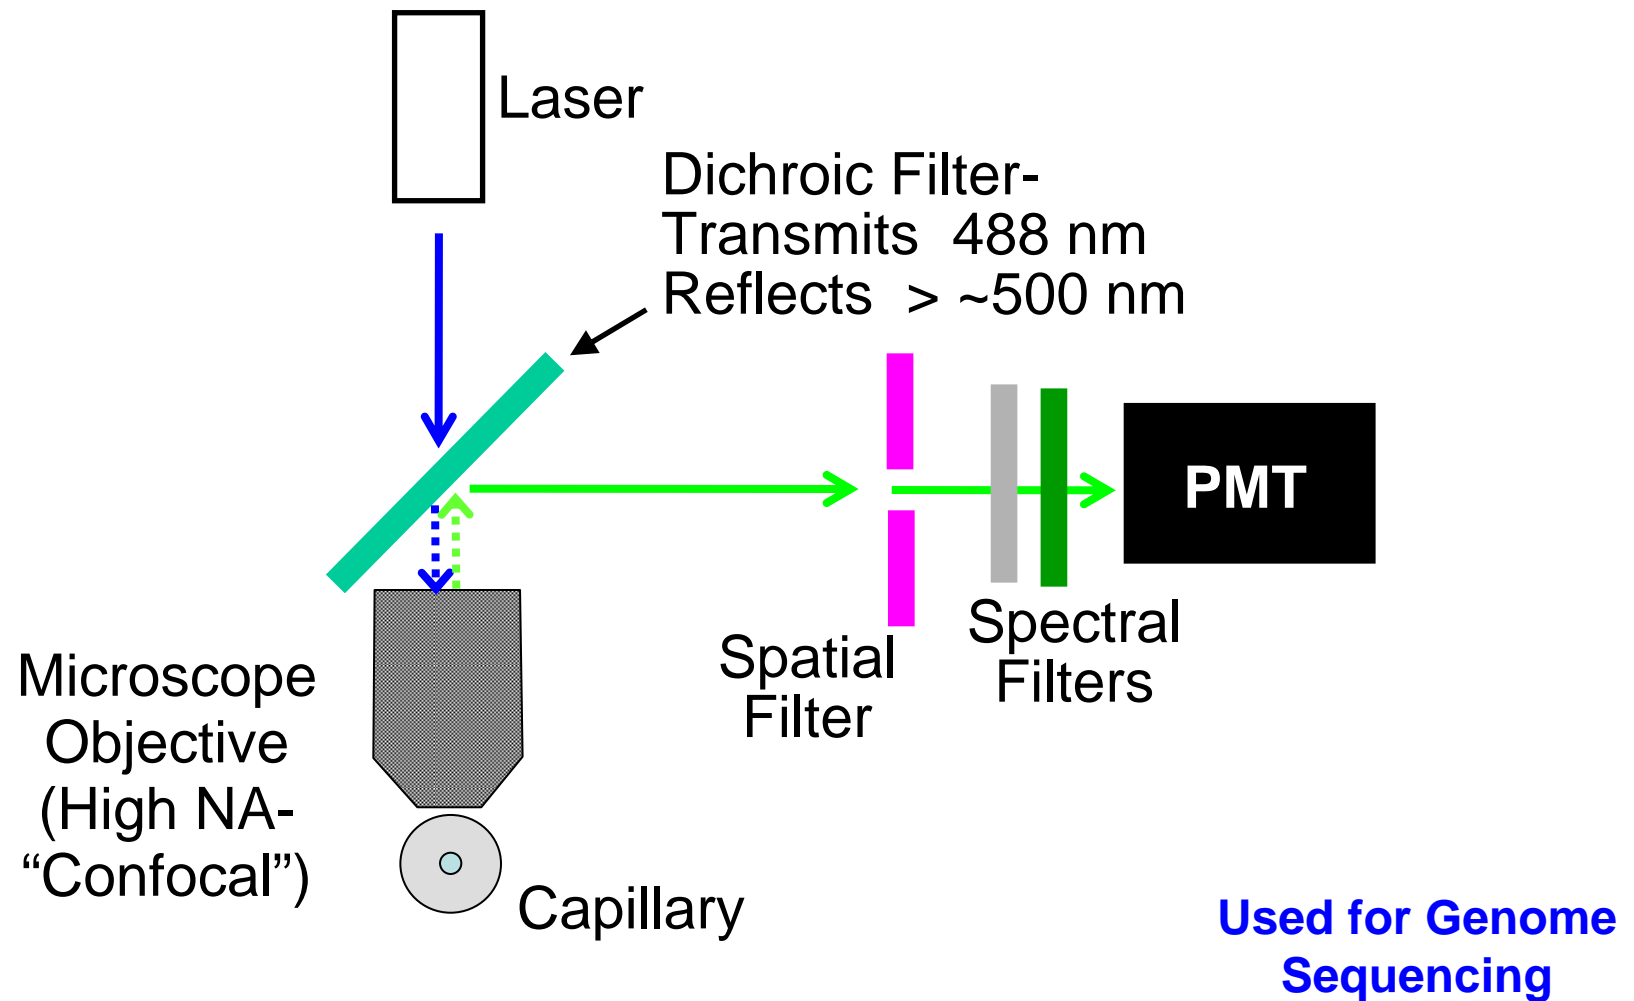 Laser
Dichroic Filter-
Transmits 488 nm
Reflects > ~500 nm
PMT
Spectral
Filters
Spatial
Filter
Microscope
Objective
(High NA-
“Confocal”)
Capillary
Used for Genome
Sequencing